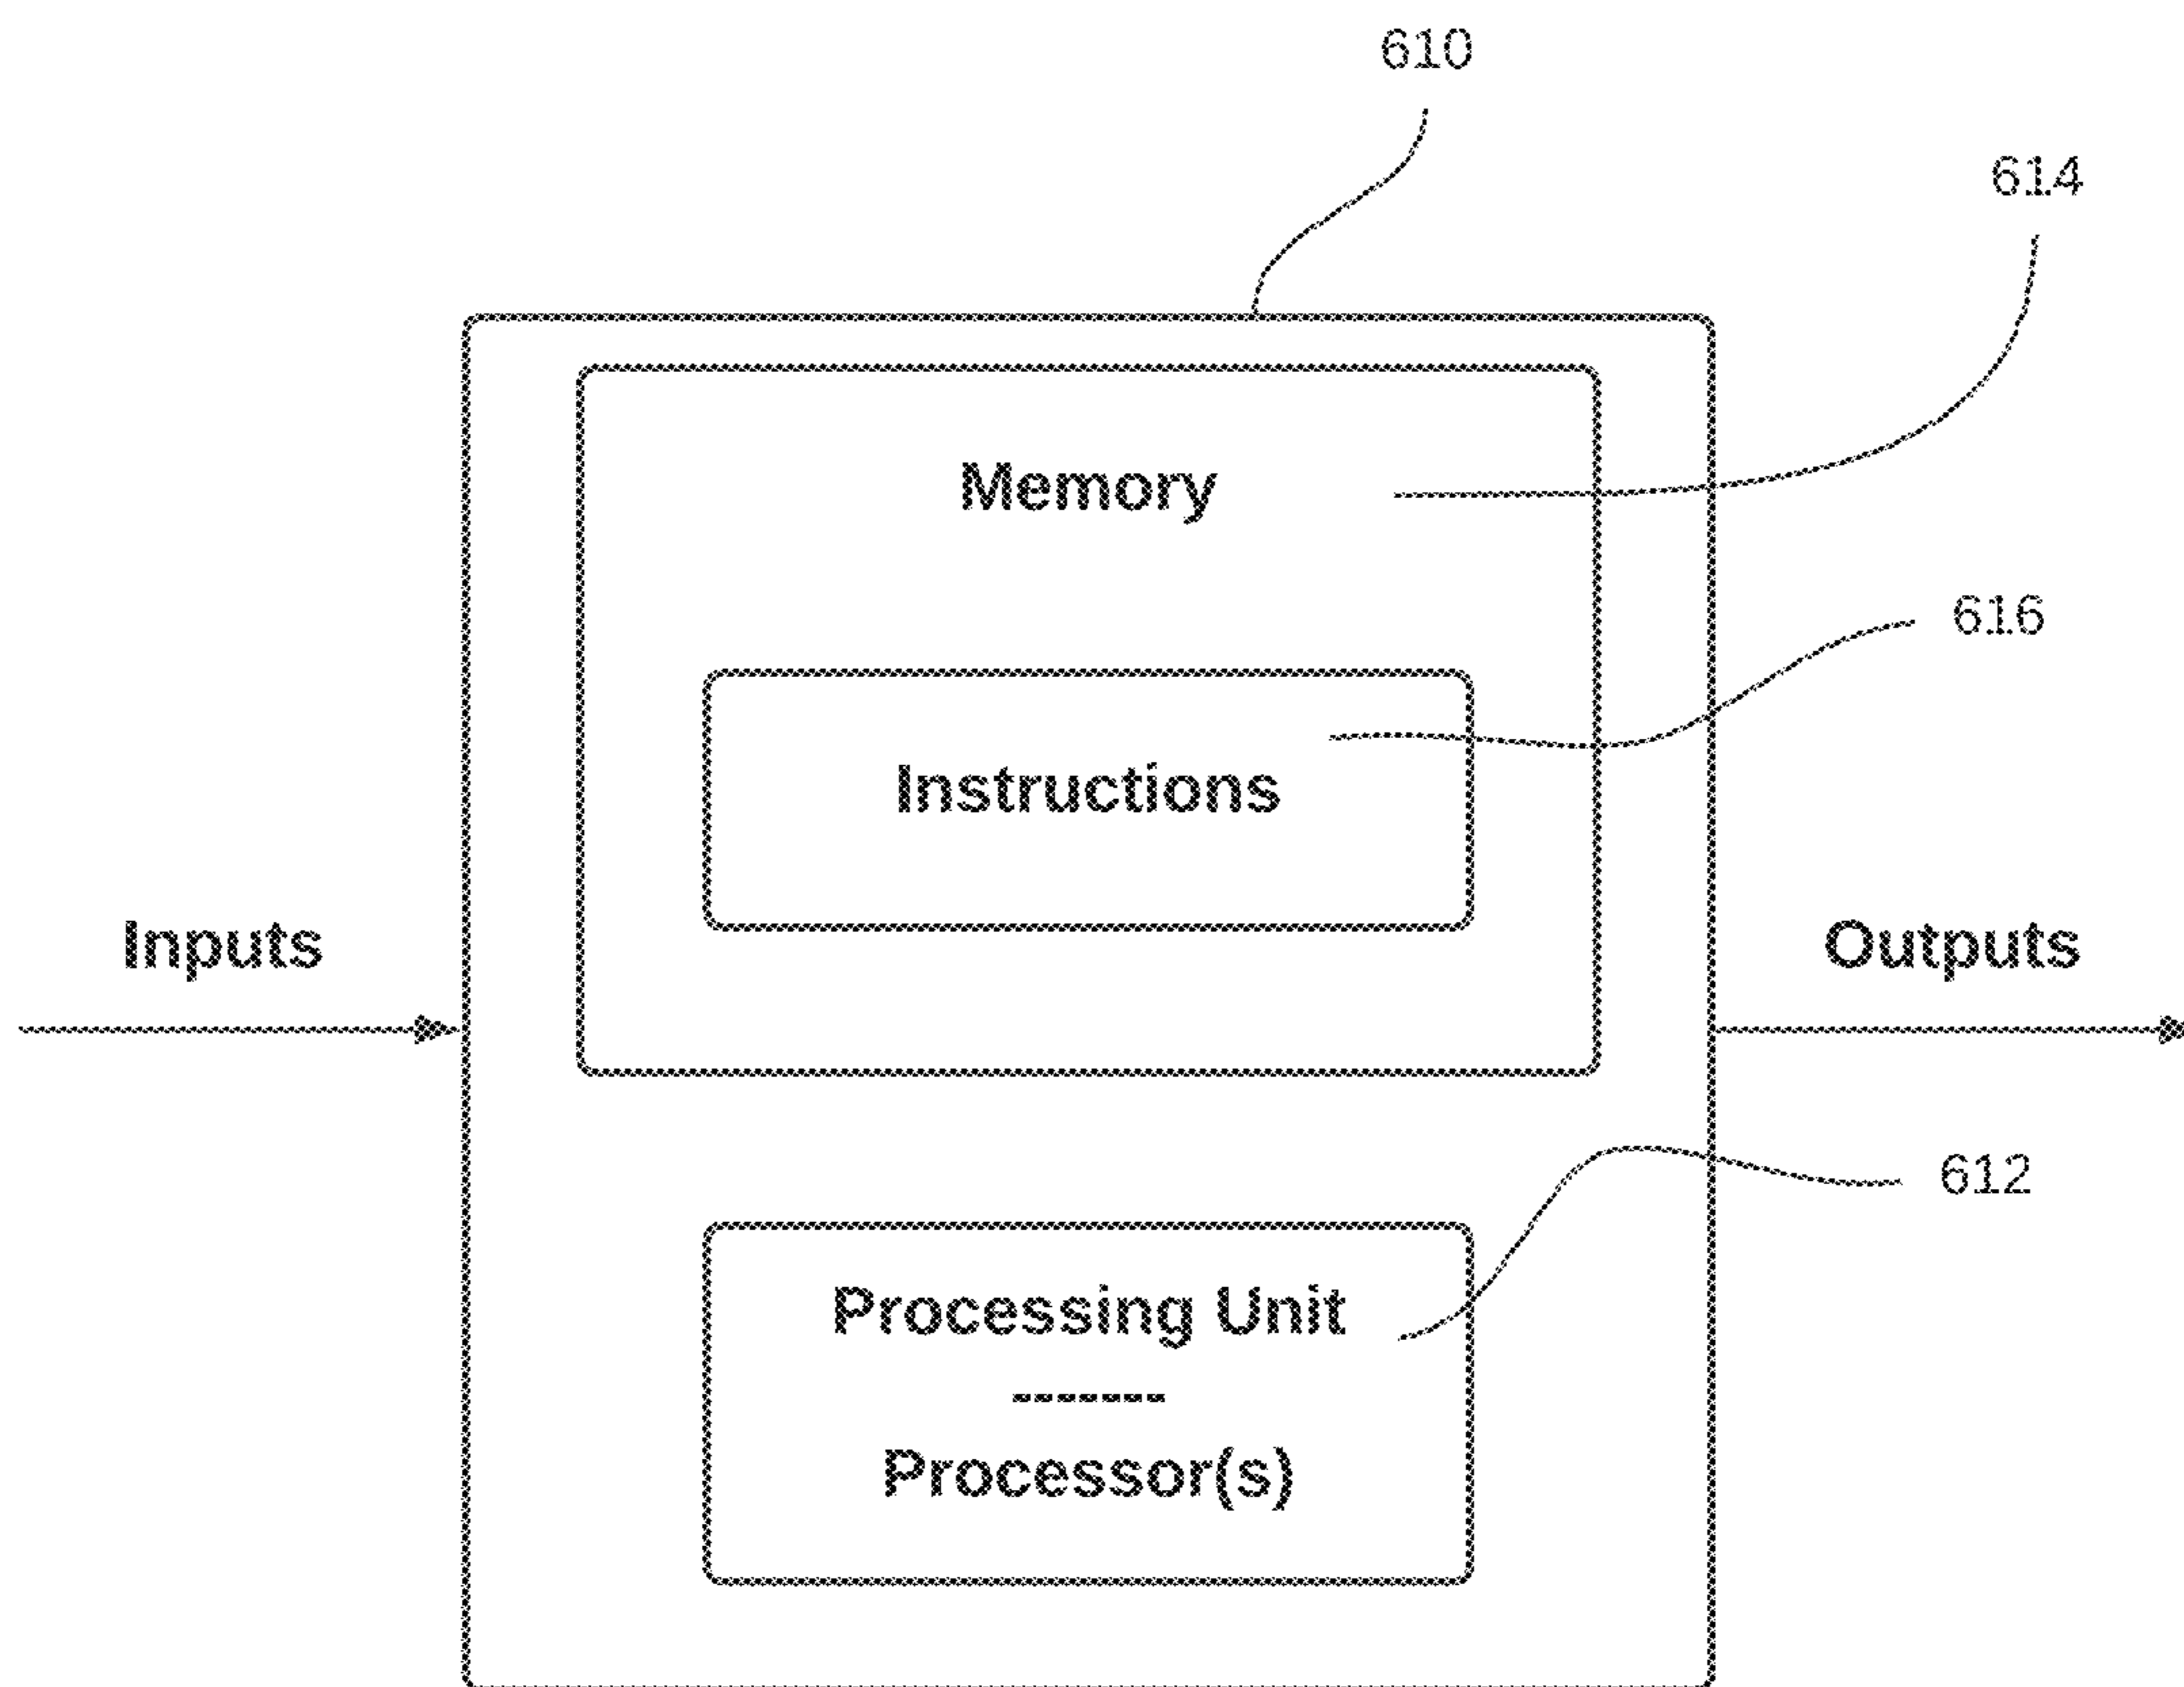 610
614
Memory
616
Instructions
Inputs
Outputs
612
Processing Unit
-------
Processor(s)